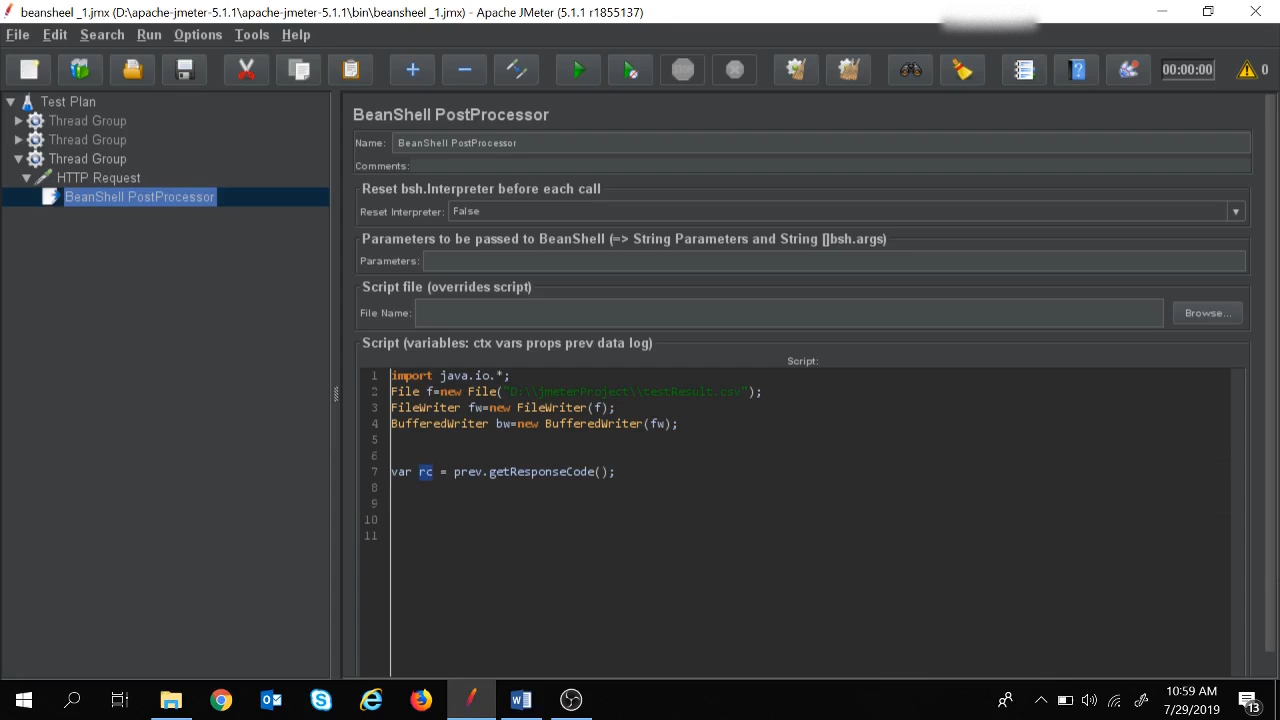 beansheel _1.jmx (D:\apache-jmeter-5.1.1\apache-jmeter-5.1.1\bin\beansheel _1.jmx) - Apache JMeter (5.1.1 r1855137)
File Edit Search Run Options Tools Help
00:00:00 0
Test Plan
Thread Group
Thread Group
Thread Group
HTTP Request
BeanShell PostProcessor
BeanShell PostProcessor
Name: BeanShell PostProcessor
Comments:
Reset bsh.Interpreter before each call
Reset Interpreter: False
Parameters to be passed to BeanShell (=> String Parameters and String []bsh.args)
Parameters:
Script file (overrides script)
File Name: Browse...
Script (variables: ctx vars props prev data log)
Script:
1 import java.io.*;
2 File f=new File("D:\\jmeterProject\\testResult.csv");
3 FileWriter fw=new FileWriter(f);
4 BufferedWriter bw=new BufferedWriter(fw);
5
6
7 var rc = prev.getResponseCode();
8
9
10
11
10:59 AM
7/29/2019
13